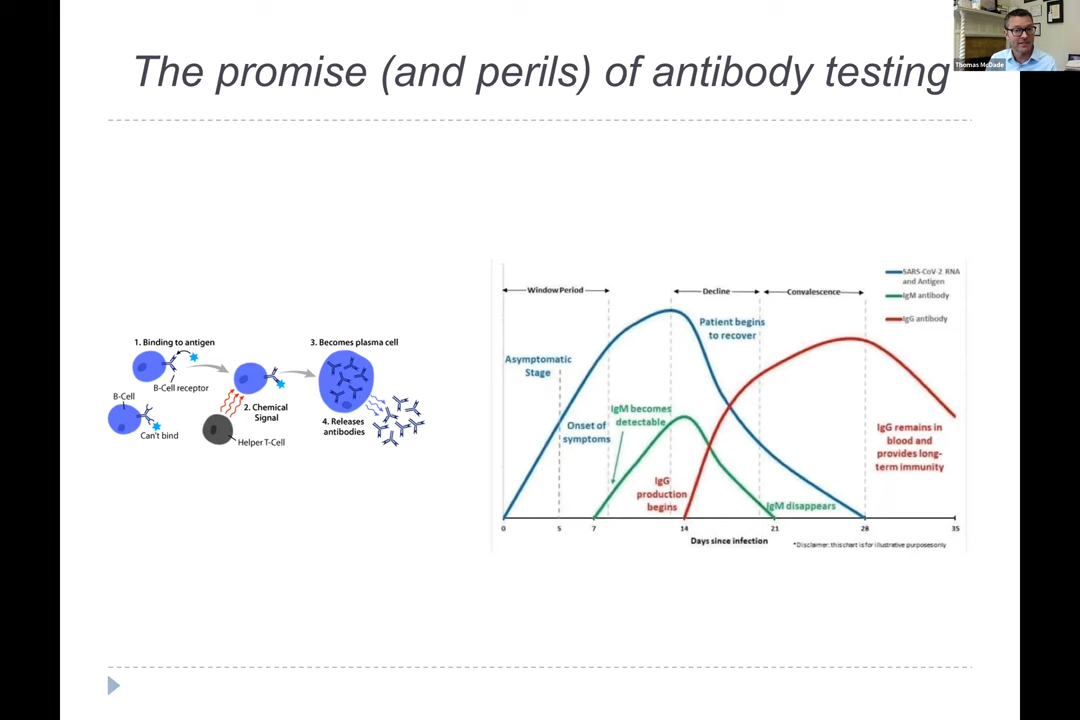 The promise (and perils) of antibody testing
Thomas McDade
1. Binding to antigen
B-Cell receptor
B-Cell
Can't bind
2. Chemical
Signal
Helper T-Cell
3. Becomes plasma cell
4. Releases
antibodies
Window Period
Decline
Convalescence
SARS-CoV-2 RNA
and Antigen
IgM antibody
IgG antibody
Asymptomatic
Stage
Onset of
symptoms
IgM becomes
detectable
Patient begins
to recover
IgG
production
begins
IgM disappears
IgG remains in
blood and
provides long-
term immunity
0 5 7 14 21 28 35
Days since infection
*Disclaimer: this chart is for illustrative purposes only